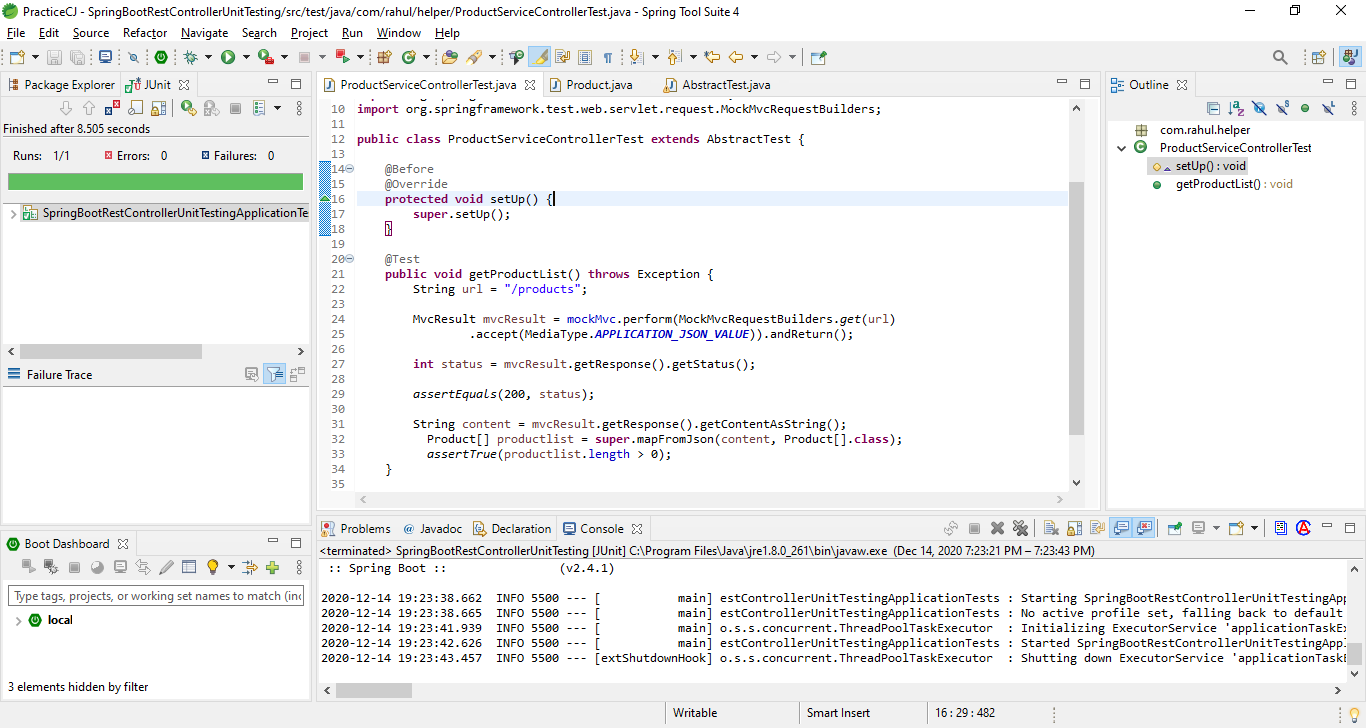 PracticeCJ - SpringBootRestControllerUnitTesting/src/test/java/com/rahul/helper/ProductServiceControllerTest.java - Spring Tool Suite 4
File Edit Source Refactor Navigate Search Project Run Window Help
Package Explorer JUnit
Finished after 8.505 seconds
Runs: 1/1 Errors: 0 Failures: 0
SpringBootRestControllerUnitTestingApplicationTe
Failure Trace
Boot Dashboard
Type tags, projects, or working set names to match (inc
local
3 elements hidden by filter
ProductServiceControllerTest.java Product.java AbstractTest.java
10 import org.springframework.test.web.servlet.request.MockMvcRequestBuilders;
11
12 public class ProductServiceControllerTest extends AbstractTest {
13
14 @Before
15 @Override
16 protected void setUp() {
17 super.setUp();
18 }
19
20 @Test
21 public void getProductList() throws Exception {
22 String url = "/products";
23
24 MvcResult mvcResult = mockMvc.perform(MockMvcRequestBuilders.get(url)
25 .accept(MediaType.APPLICATION_JSON_VALUE)).andReturn();
26
27 int status = mvcResult.getResponse().getStatus();
28
29 assertEquals(200, status);
30
31 String content = mvcResult.getResponse().getContentAsString();
32 Product[] productlist = super.mapFromJson(content, Product[].class);
33 assertTrue(productlist.length > 0);
34 }
35
Outline
com.rahul.helper
ProductServiceControllerTest
setUp() : void
getProductList() : void
Problems @ Javadoc Declaration Console
<terminated> SpringBootRestControllerUnitTesting [JUnit] C:\Program Files\Java\jre1.8.0_261\bin\javaw.exe (Dec 14, 2020 7:23:21 PM – 7:23:43 PM)
:: Spring Boot :: (v2.4.1)
2020-12-14 19:23:38.662 INFO 5500 --- [ main] estControllerUnitTestingApplicationTests : Starting SpringBootRestControllerUnitTestingApp
2020-12-14 19:23:38.665 INFO 5500 --- [ main] estControllerUnitTestingApplicationTests : No active profile set, falling back to default
2020-12-14 19:23:41.939 INFO 5500 --- [ main] o.s.s.concurrent.ThreadPoolTaskExecutor : Initializing ExecutorService 'applicationTaskEx
2020-12-14 19:23:42.626 INFO 5500 --- [ main] estControllerUnitTestingApplicationTests : Started SpringBootRestControllerUnitTestingAppl
2020-12-14 19:23:43.457 INFO 5500 --- [extShutdownHook] o.s.s.concurrent.ThreadPoolTaskExecutor : Shutting down ExecutorService 'applicationTaskE
Writable Smart Insert 16 : 29 : 482